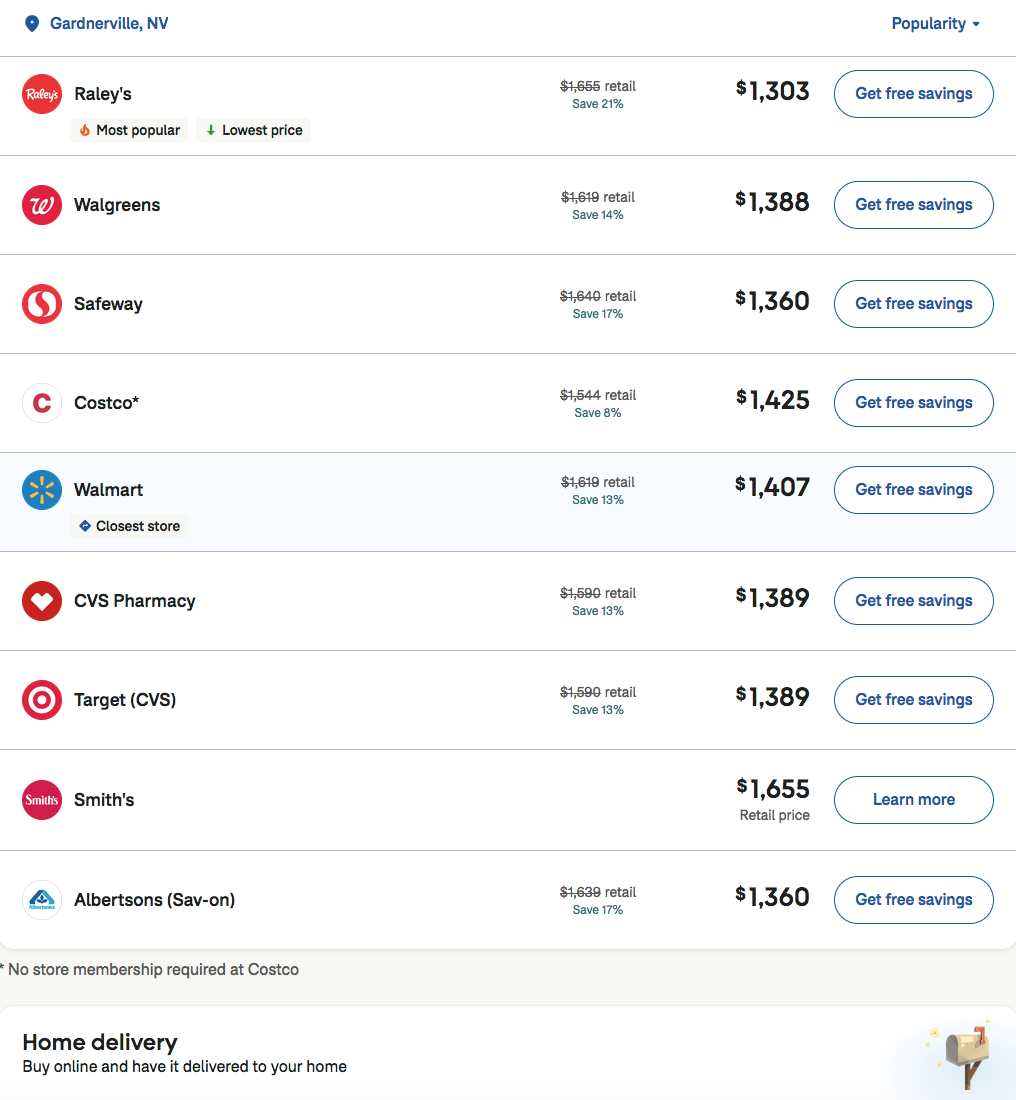 Gardnerville, NV Popularity
Raley's Raley's $1,655 retail $1,303 Get free savings
Save 21%
Most popular Lowest price
W Walgreens $1,619 retail $1,388 Get free savings
Save 14%
Safeway $1,640 retail $1,360 Get free savings
Save 17%
C Costco* $1,544 retail $1,425 Get free savings
Save 8%
Walmart $1,619 retail $1,407 Get free savings
Save 13%
Closest store
CVS Pharmacy $1,590 retail $1,389 Get free savings
Save 13%
Target (CVS) $1,590 retail $1,389 Get free savings
Save 13%
Smith's Smith's $1,655 Learn more
Retail price
Albertsons Albertsons (Sav-on) $1,639 retail $1,360 Get free savings
Save 17%
* No store membership required at Costco
Home delivery
Buy online and have it delivered to your home